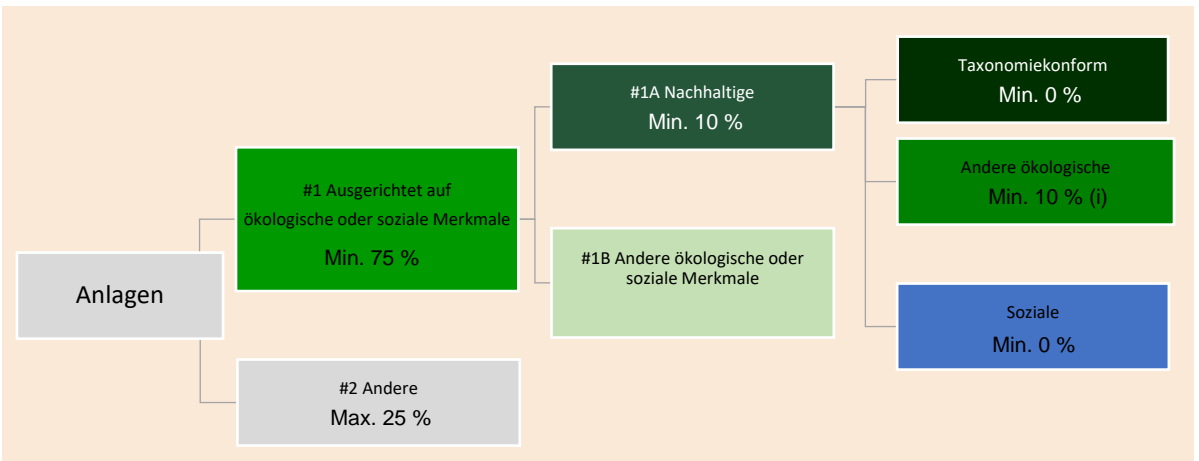 Anlagen
#1 Ausgerichtet auf
ökologische oder soziale Merkmale
Min. 75 %
#2 Andere
Max. 25 %
#1A Nachhaltige
Min. 10 %
#1B Andere ökologische oder
soziale Merkmale
Taxonomiekonform
Min. 0 %
Andere ökologische
Min. 10 % (i)
Soziale
Min. 0 %